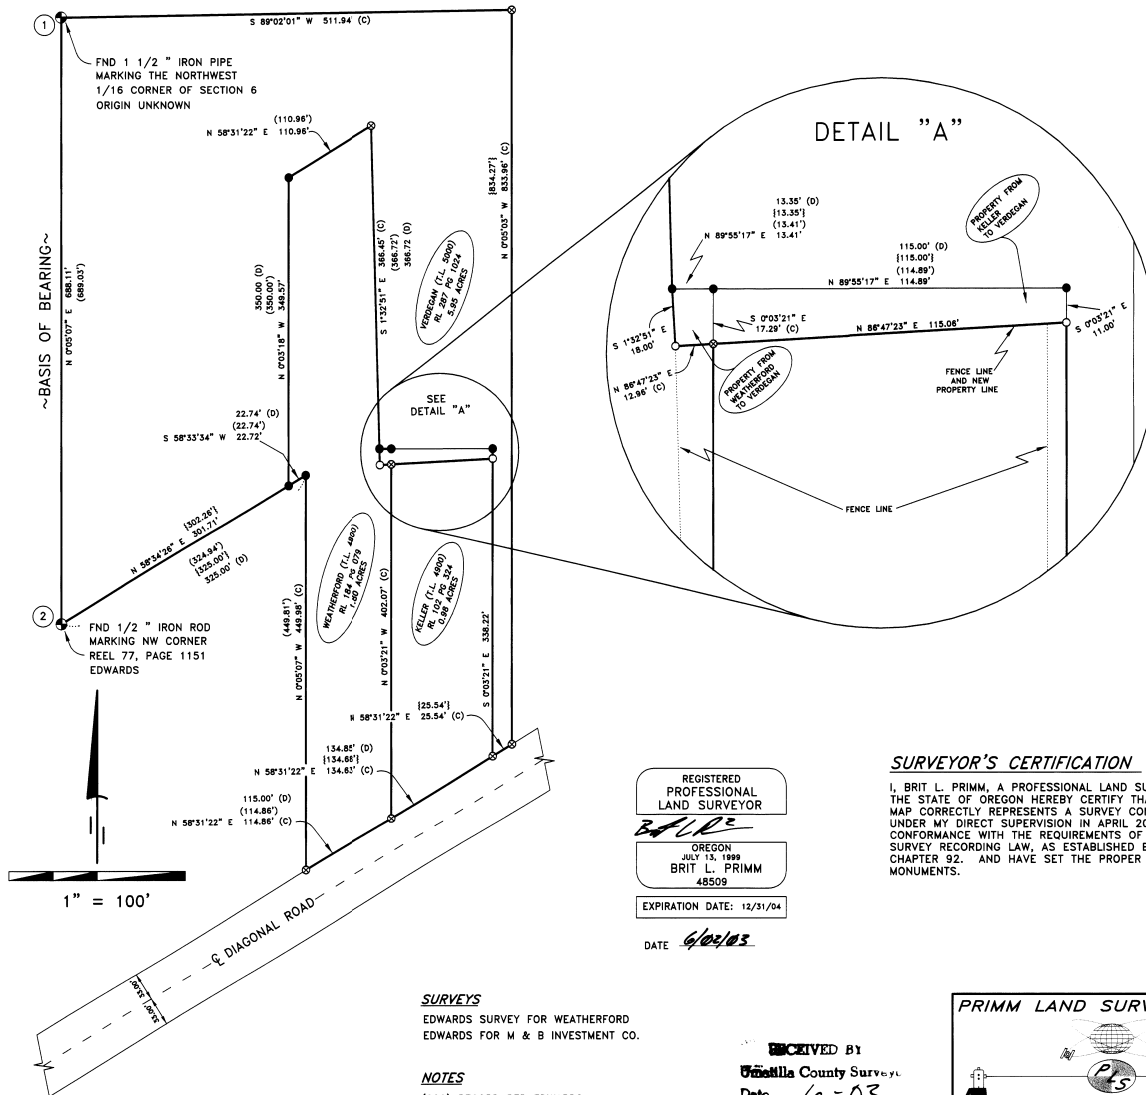 1
S 89°02'01" W 511.94' (C)
FND 1 1/2 " IRON PIPE
MARKING THE NORTHWEST
1/16 CORNER OF SECTION 6
ORIGIN UNKNOWN
(110.96')
N 58°31'22" E 110.96'
~BASIS OF BEARING~
N 0°05'07" E 688.11'
(689.03')
350.00 (D)
(350.00')
N 0°03'18" W 349.57'
S 1°32'51" E 366.45' (C)
(366.72')
366.72 (D)
VERDEGAN (T.L. 5000)
RL 287 PG 1024
5.95 ACRES
{834.27'}
N 0°05'03" W 833.96' (C)
22.74' (D)
(22.74')
S 58°33'34" W 22.72'
SEE
DETAIL "A"
{302.26'}
N 58°34'26" E 301.71'
(324.94')
{325.00'}
325.00' (D)
2
FND 1/2 " IRON ROD
MARKING NW CORNER
REEL 77, PAGE 1151
EDWARDS
(449.81')
N 0°05'07" W 449.98' (C)
WEATHERFORD (T.L. 4800)
RL 184 PG 079
1.60 ACRES
N 0°03'21" W 402.07' (C)
KELLER (T.L. 4900)
RL 102 PG 324
0.98 ACRES
S 0°03'21" E 338.22'
{25.54'}
N 58°31'22" E 25.54' (C)
134.85' (D)
{134.68'}
N 58°31'22" E 134.63' (C)
115.00' (D)
(114.86')
N 58°31'22" E 114.86' (C)
1" = 100'
℄ DIAGONAL ROAD
33.00'
33.00'
DETAIL "A"
13.35' (D)
{13.35'}
(13.41')
N 89°55'17" E 13.41'
PROPERTY FROM
KELLER
TO VERDEGAN
115.00' (D)
{115.00'}
(114.89')
N 89°55'17" E 114.89'
S 1°32'51" E
18.00'
S 0°03'21" E
17.29' (C)
N 86°47'23" E 115.06'
S 0°03'21" E
11.00'
N 86°47'23" E
12.96' (C)
PROPERTY FROM
WEATHERFORD
TO VERDEGAN
FENCE LINE
AND NEW
PROPERTY LINE
FENCE LINE
REGISTERED
PROFESSIONAL
LAND SURVEYOR
OREGON
JULY 13, 1999
BRIT L. PRIMM
48509
EXPIRATION DATE: 12/31/04
DATE 6/02/03
SURVEYOR'S CERTIFICATION
I, BRIT L. PRIMM, A PROFESSIONAL LAND SU
THE STATE OF OREGON HEREBY CERTIFY THA
MAP CORRECTLY REPRESENTS A SURVEY CO
UNDER MY DIRECT SUPERVISION IN APRIL 20
CONFORMANCE WITH THE REQUIREMENTS OF
SURVEY RECORDING LAW, AS ESTABLISHED B
CHAPTER 92. AND HAVE SET THE PROPER
MONUMENTS.
SURVEYS
EDWARDS SURVEY FOR WEATHERFORD
EDWARDS FOR M & B INVESTMENT CO.
NOTES
RECEIVED BY
Umatilla County Surveyo
Date
PRIMM LAND SURV
PLS